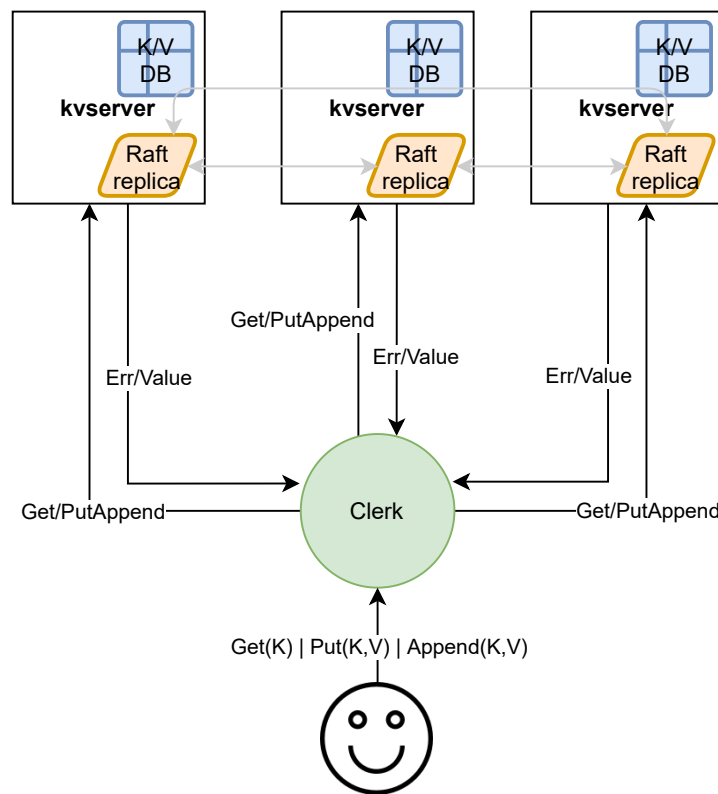 K/V
DB
kvserver
Raft
replica
K/V
DB
kvserver
Raft
replica
K/V
DB
kvserver
Raft
replica
Get/PutAppend
Err/Value
Err/Value
Err/Value
Get/PutAppend
Clerk
Get/PutAppend
Get(K) | Put(K,V) | Append(K,V)